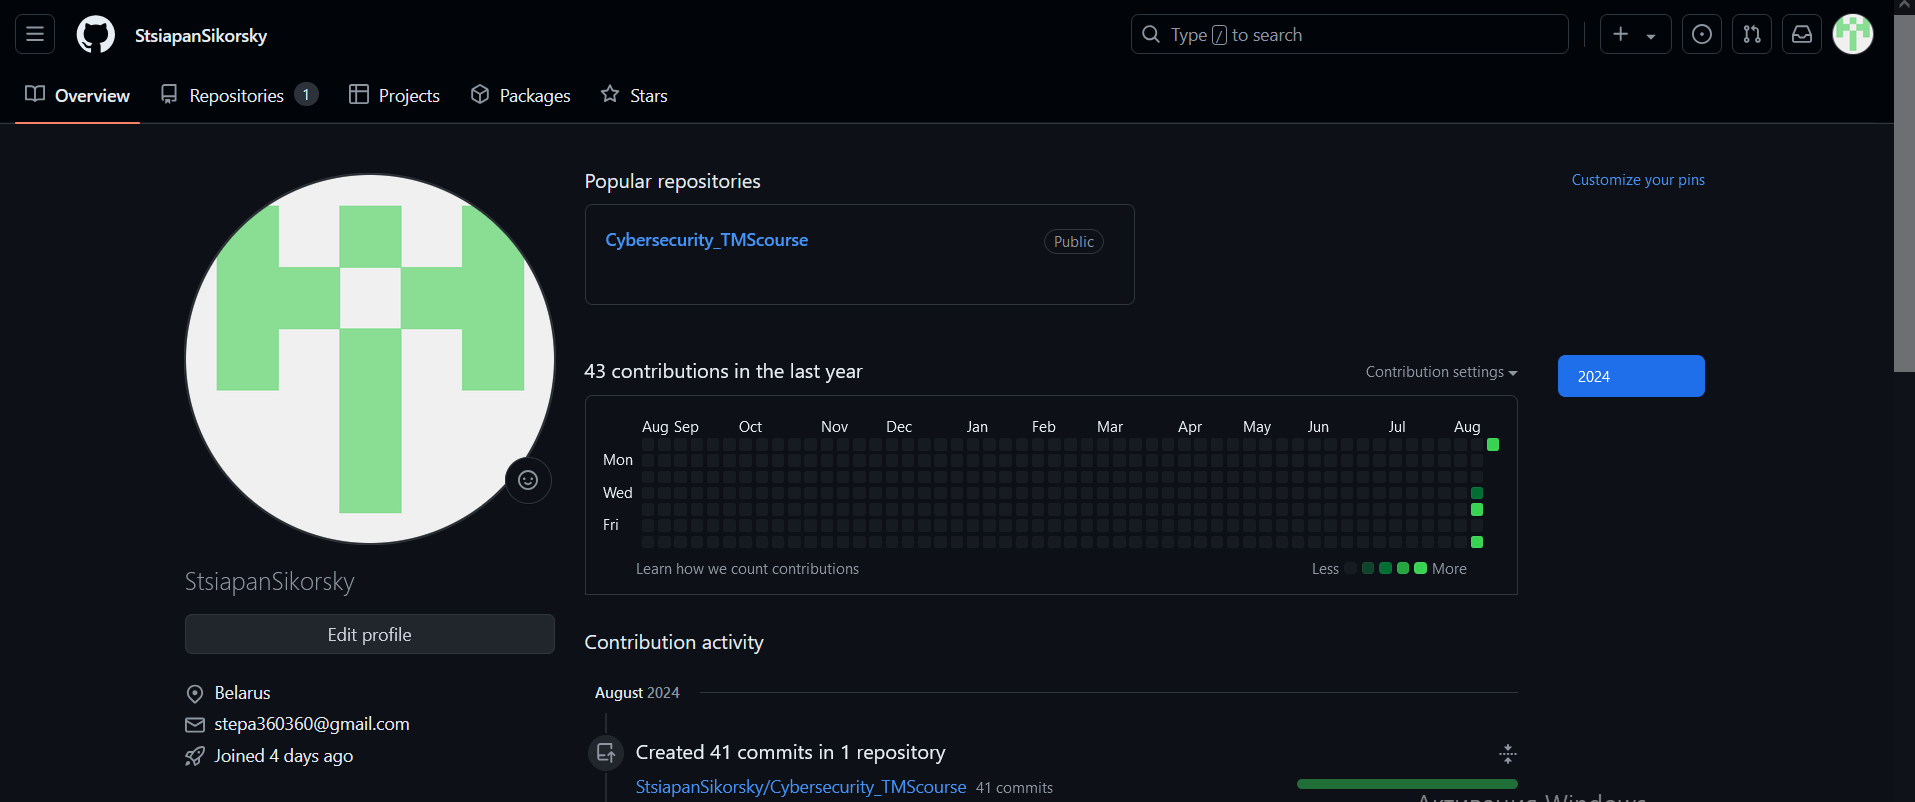 StsiapanSikorsky
Type / to search
Overview
Repositories 1
Projects
Packages
Stars
Popular repositories
Customize your pins
Cybersecurity_TMScourse
Public
43 contributions in the last year
Contribution settings
2024
Aug Sep Oct Nov Dec Jan Feb Mar Apr May Jun Jul Aug
Mon
Wed
Fri
Learn how we count contributions
Less More
StsiapanSikorsky
Edit profile
Belarus
stepa360360@gmail.com
Joined 4 days ago
Contribution activity
August 2024
Created 41 commits in 1 repository
StsiapanSikorsky/Cybersecurity_TMScourse 41 commits
Активация Windows